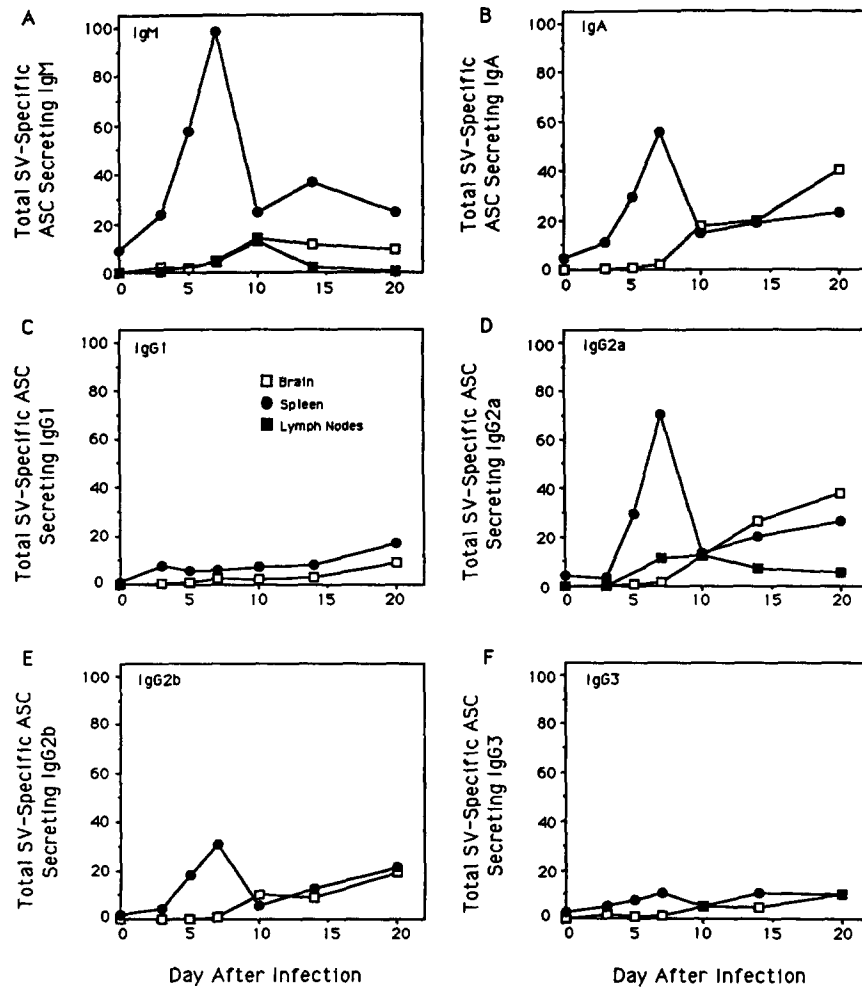 A
IgM
Total SV-Specific
ASC Secreting IgM
100
80
60
40
20
0
0
5
10
15
20
B
IgA
Total SV-Specific
ASC Secreting IgA
100
80
60
40
20
0
0
5
10
15
20
C
IgG1
Total SV-Specific ASC
Secreting IgG1
100
80
60
40
20
0
Brain
Spleen
Lymph Nodes
0
5
10
15
20
D
IgG2a
Total SV-Specific ASC
Secreting IgG2a
100
80
60
40
20
0
0
5
10
15
20
E
IgG2b
Total SV-Specific ASC
Secreting IgG2b
100
80
60
40
20
0
0
5
10
15
20
Day After Infection
F
IgG3
Total SV-Specific ASC
Secreting IgG3
100
80
60
40
20
0
0
5
10
15
20
Day After Infection